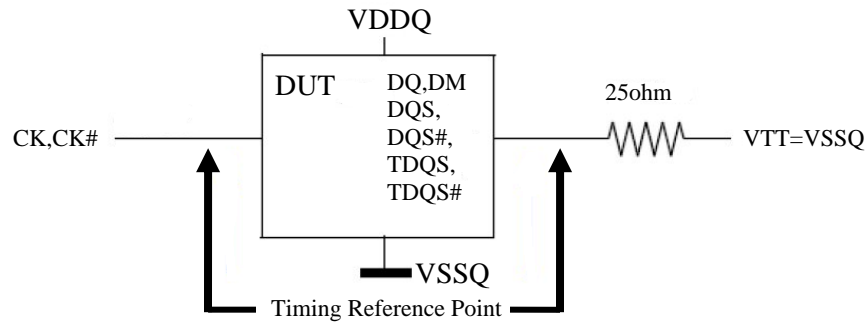 VDDQ
DUT
DQ,DM
DQS,
DQS#,
TDQS,
TDQS#
25ohm
CK,CK#
VTT=VSSQ
VSSQ
Timing Reference Point